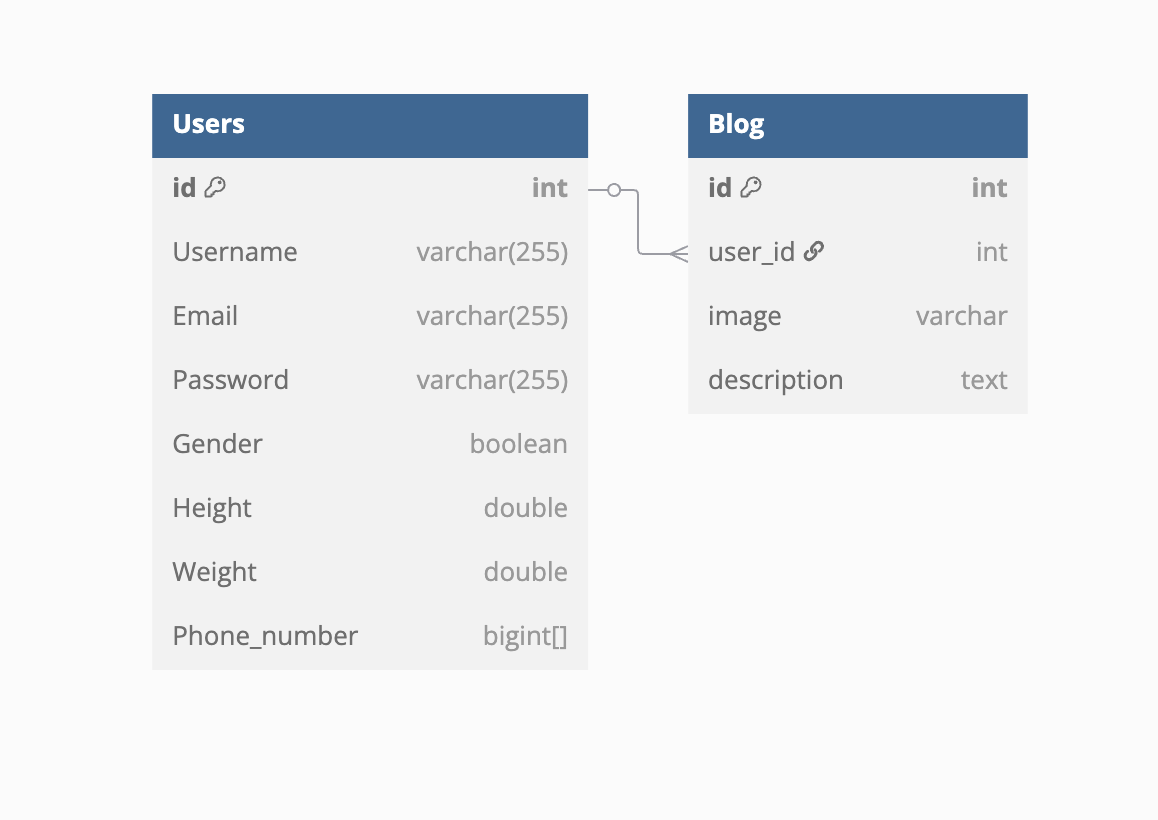 Users
id int
Username varchar(255)
Email varchar(255)
Password varchar(255)
Gender boolean
Height double
Weight double
Phone_number bigint[]
Blog
id int
user_id int
image varchar
description text